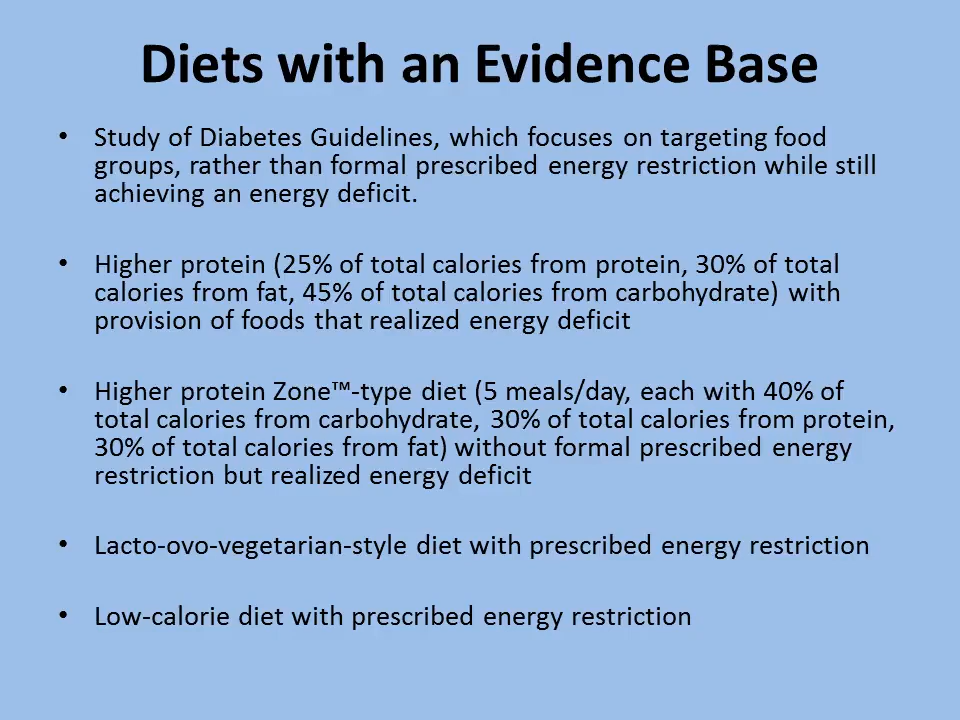 Diets with an Evidence Base
• Study of Diabetes Guidelines, which focuses on targeting food
groups, rather than formal prescribed energy restriction while still
achieving an energy deficit.
• Higher protein (25% of total calories from protein, 30% of total
calories from fat, 45% of total calories from carbohydrate) with
provision of foods that realized energy deficit
• Higher protein Zone™-type diet (5 meals/day, each with 40% of
total calories from carbohydrate, 30% of total calories from protein,
30% of total calories from fat) without formal prescribed energy
restriction but realized energy deficit
• Lacto-ovo-vegetarian-style diet with prescribed energy restriction
• Low-calorie diet with prescribed energy restriction